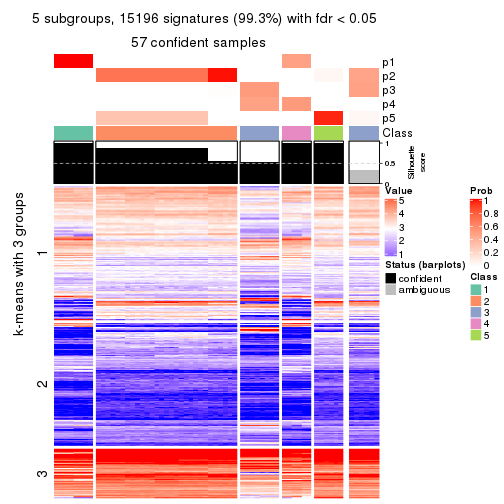 5 subgroups, 15196 signatures (99.3%) with fdr < 0.05
57 confident samples
p1
p2
p3
p4
p5
Class
1
0.5
0
Silhouette
score
k-means with 3 groups
1
2
3
Value
5
4
3
2
1
Status (barplots)
confident
ambiguous
Prob
1
0.8
0.6
0.4
0.2
0
Class
1
2
3
4
5